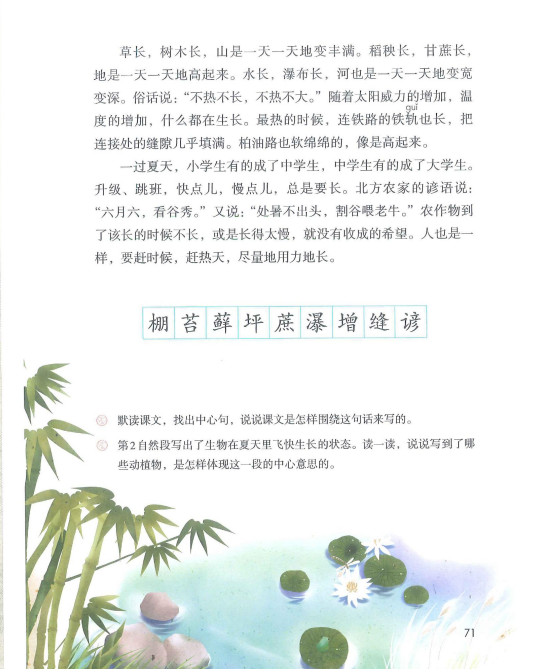 草长，树木长，山是一天一天地变丰满。稻秧长，甘蔗长，
地是一天一天地高起来。水长，瀑布长，河也是一天一天地变宽
变深。俗话说：“不热不长，不热不大。”随着太阳威力的增加，温
guǐ
度的增加，什么都在生长。最热的时候，连铁路的铁轨也长，把
连接处的缝隙几乎填满。柏油路也软绵绵的，像是高起来。
一过夏天，小学生有的成了中学生，中学生有的成了大学生。
升级、跳班，快点儿，慢点儿，总是要长。北方农家的谚语说：
“六月六，看谷秀。”又说：“处暑不出头，割谷喂老牛。”农作物到
了该长的时候不长，或是长得太慢，就没有收成的希望。人也是一
样，要赶时候，赶热天，尽量地用力地长。
棚苔藓坪蔗瀑增缝谚
默读课文，找出中心句，说说课文是怎样围绕这句话来写的。
第2自然段写出了生物在夏天里飞快生长的状态。读一读，说说写到了哪
些动植物，是怎样体现这一段的中心意思的。
71